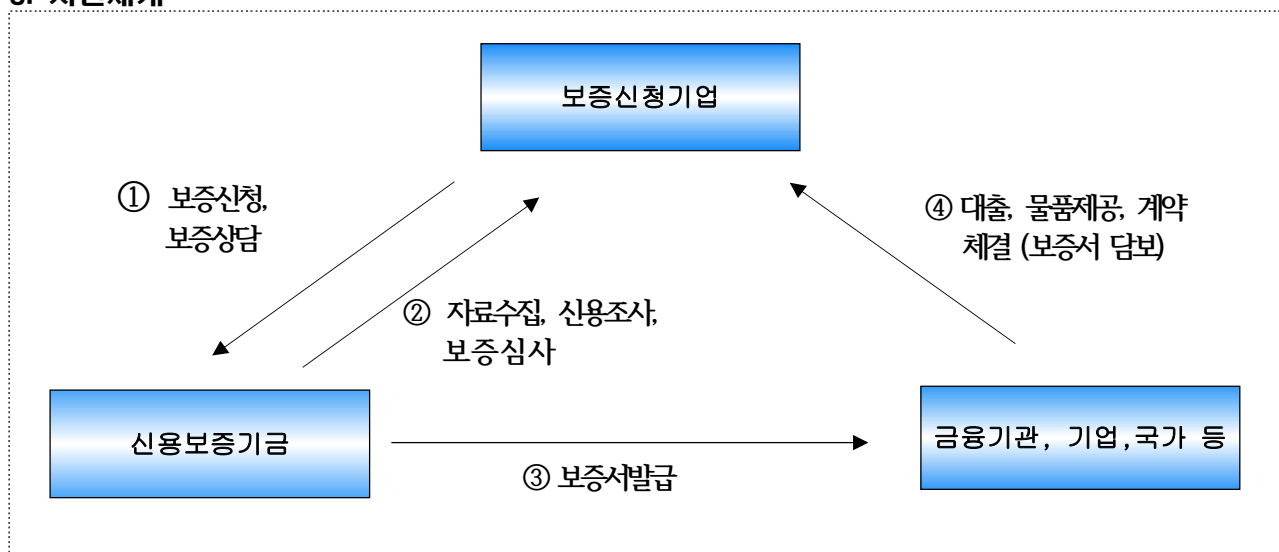 보증신청기업
① 보증신청,
보증상담
④ 대출, 물품제공, 계약
체결 (보증서 담보)
② 자료수집, 신용조사,
보증심사
신용보증기금
금융기관, 기업,국가 등
③ 보증서발급